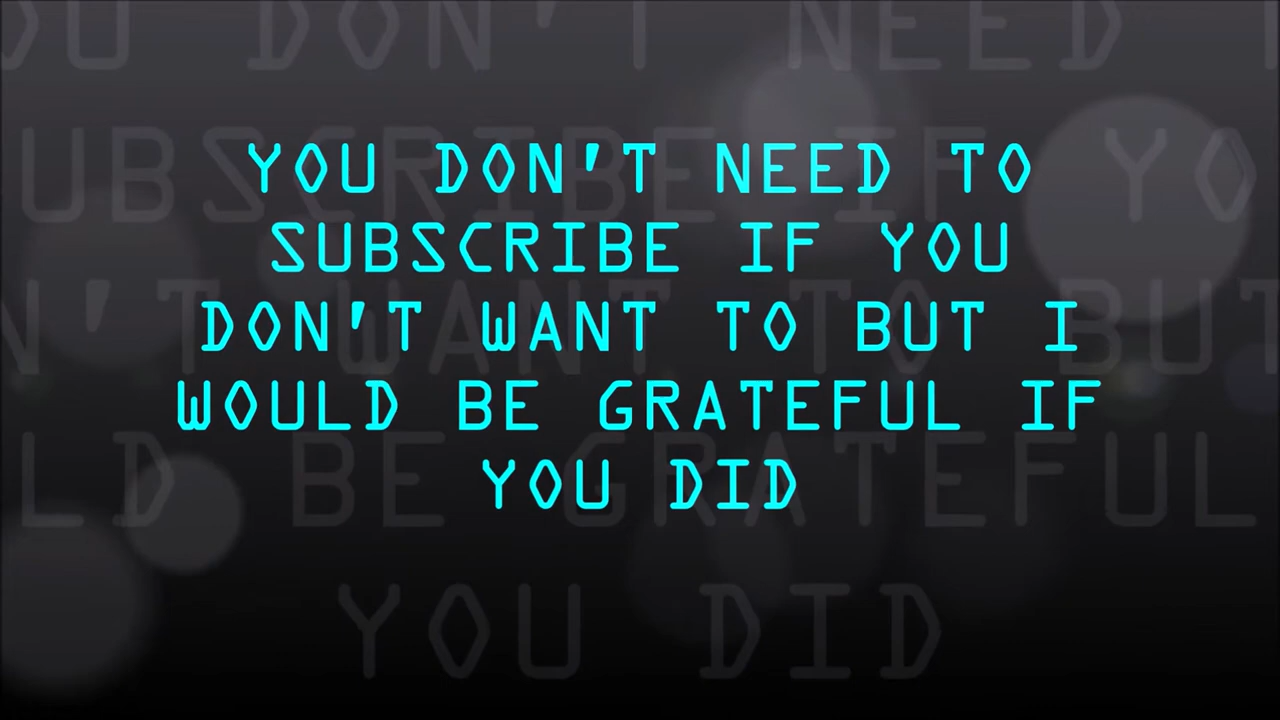 YOU DON'T NEED TO
SUBSCRIBE IF YOU
DON'T WANT TO BUT I
WOULD BE GRATEFUL IF
YOU DID